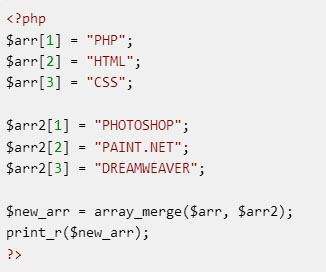 <?php
$arr[1] = "PHP";
$arr[2] = "HTML";
$arr[3] = "CSS";

$arr2[1] = "PHOTOSHOP";
$arr2[2] = "PAINT.NET";
$arr2[3] = "DREAMWEAVER";

$new_arr = array_merge($arr, $arr2);
print_r($new_arr);
?>